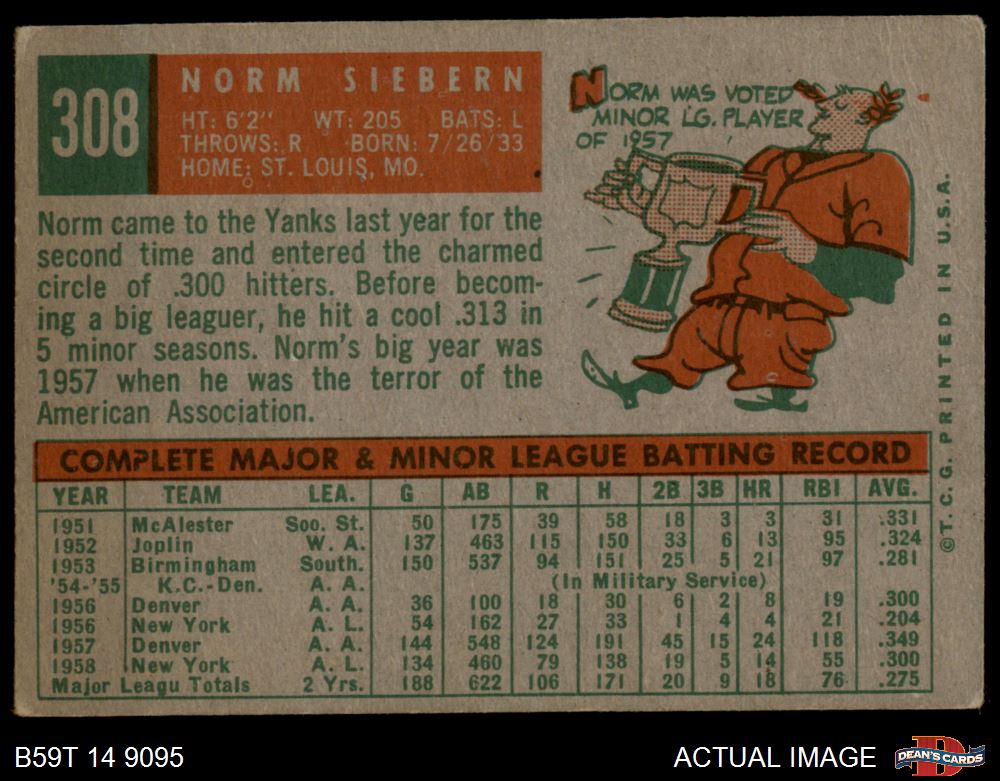 308
NORM SIEBERN
HT: 6'2" WT: 205 BATS: L
THROWS: R BORN: 7/26/33
HOME: ST. LOUIS, MO.
NORM WAS VOTED
MINOR LG. PLAYER
OF 1957
Norm came to the Yanks last year for the
second time and entered the charmed
circle of .300 hitters. Before becom-
ing a big leaguer, he hit a cool .313 in
5 minor seasons. Norm's big year was
1957 when he was the terror of the
American Association.
COMPLETE MAJOR & MINOR LEAGUE BATTING RECORD
YEAR TEAM LEA. G AB R H 2B 3B HR RBI AVG.
1951 McAlester Soo. St. 50 175 39 58 18 3 3 31 .331
1952 Joplin W. A. 137 463 115 150 33 6 13 95 .324
1953 Birmingham South. 150 537 94 151 25 5 21 97 .281
'54-'55 K.C.-Den. A. A. (In Military Service)
1956 Denver A. A. 36 100 18 30 6 2 8 19 .300
1956 New York A. L. 54 162 27 33 1 4 4 21 .204
1957 Denver A. A. 144 548 124 191 45 15 24 118 .349
1958 New York A. L. 134 460 79 138 19 5 14 55 .300
Major Leagu Totals 2 Yrs. 188 622 106 171 20 9 18 76 .275
©T.C.G. PRINTED IN U.S.A.
B59T 14 9095
ACTUAL IMAGE
D
DEAN'S CARDS